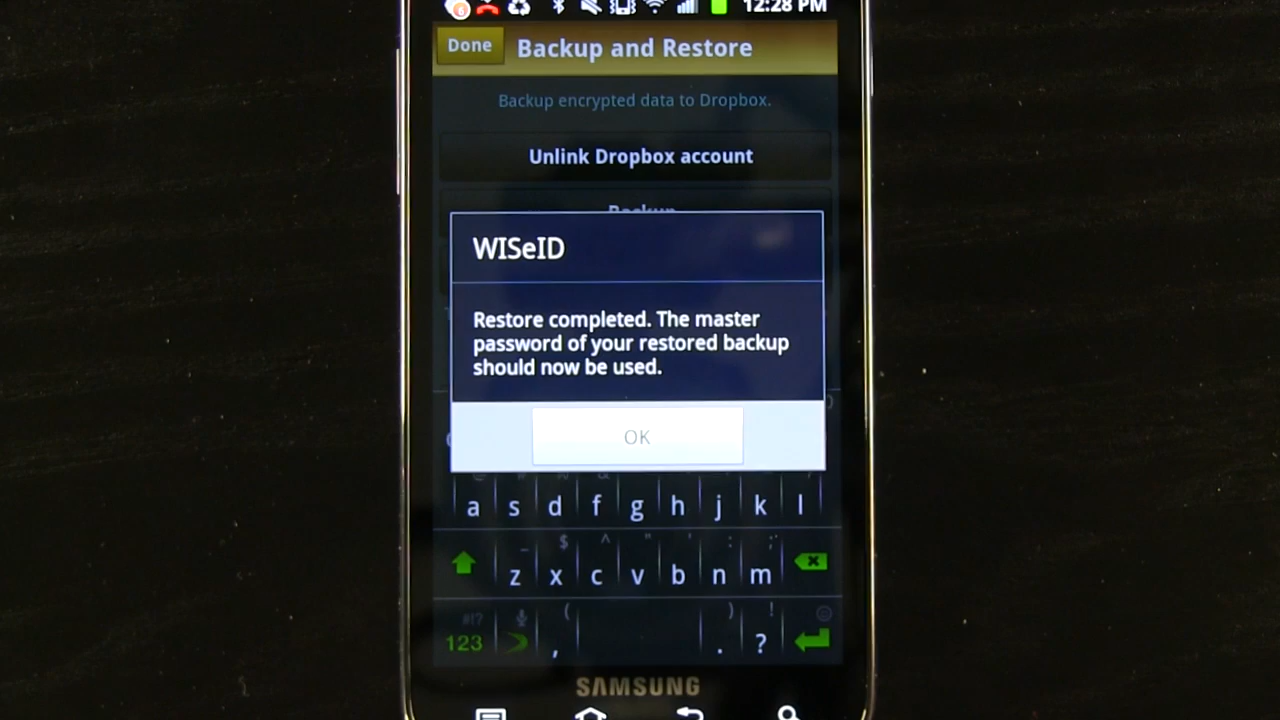 12:28 PM
Done
Backup and Restore
Backup encrypted data to Dropbox.
Unlink Dropbox account
Backup
WISeID
Restore completed. The master
password of your restored backup
should now be used.
OK
a s d f g h j k l
_ $ ^ " ' : ;
z x c v b n m
#!? ( ) !
123 , . ?
SAMSUNG